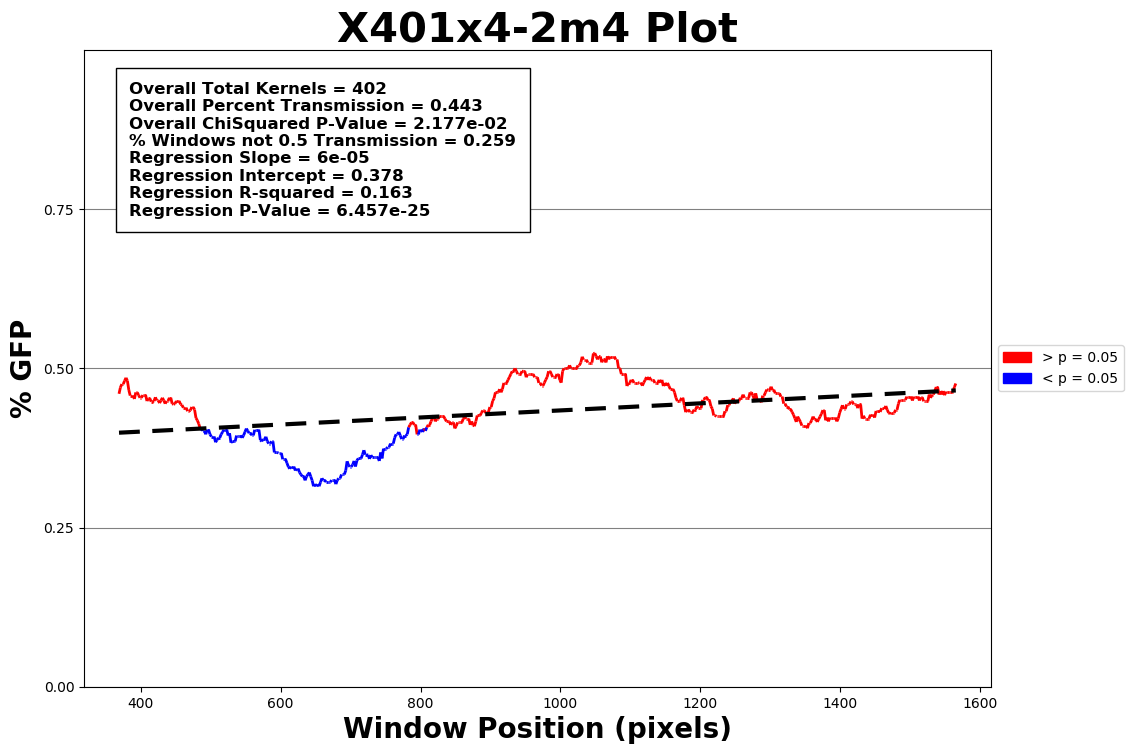 X401x4-2m4 Plot
Overall Total Kernels = 402
Overall Percent Transmission = 0.443
Overall ChiSquared P-Value = 2.177e-02
% Windows not 0.5 Transmission = 0.259
Regression Slope = 6e-05
Regression Intercept = 0.378
Regression R-squared = 0.163
Regression P-Value = 6.457e-25
% GFP
0.75
0.50
0.25
0.00
> p = 0.05
< p = 0.05
400 600 800 1000 1200 1400 1600
Window Position (pixels)